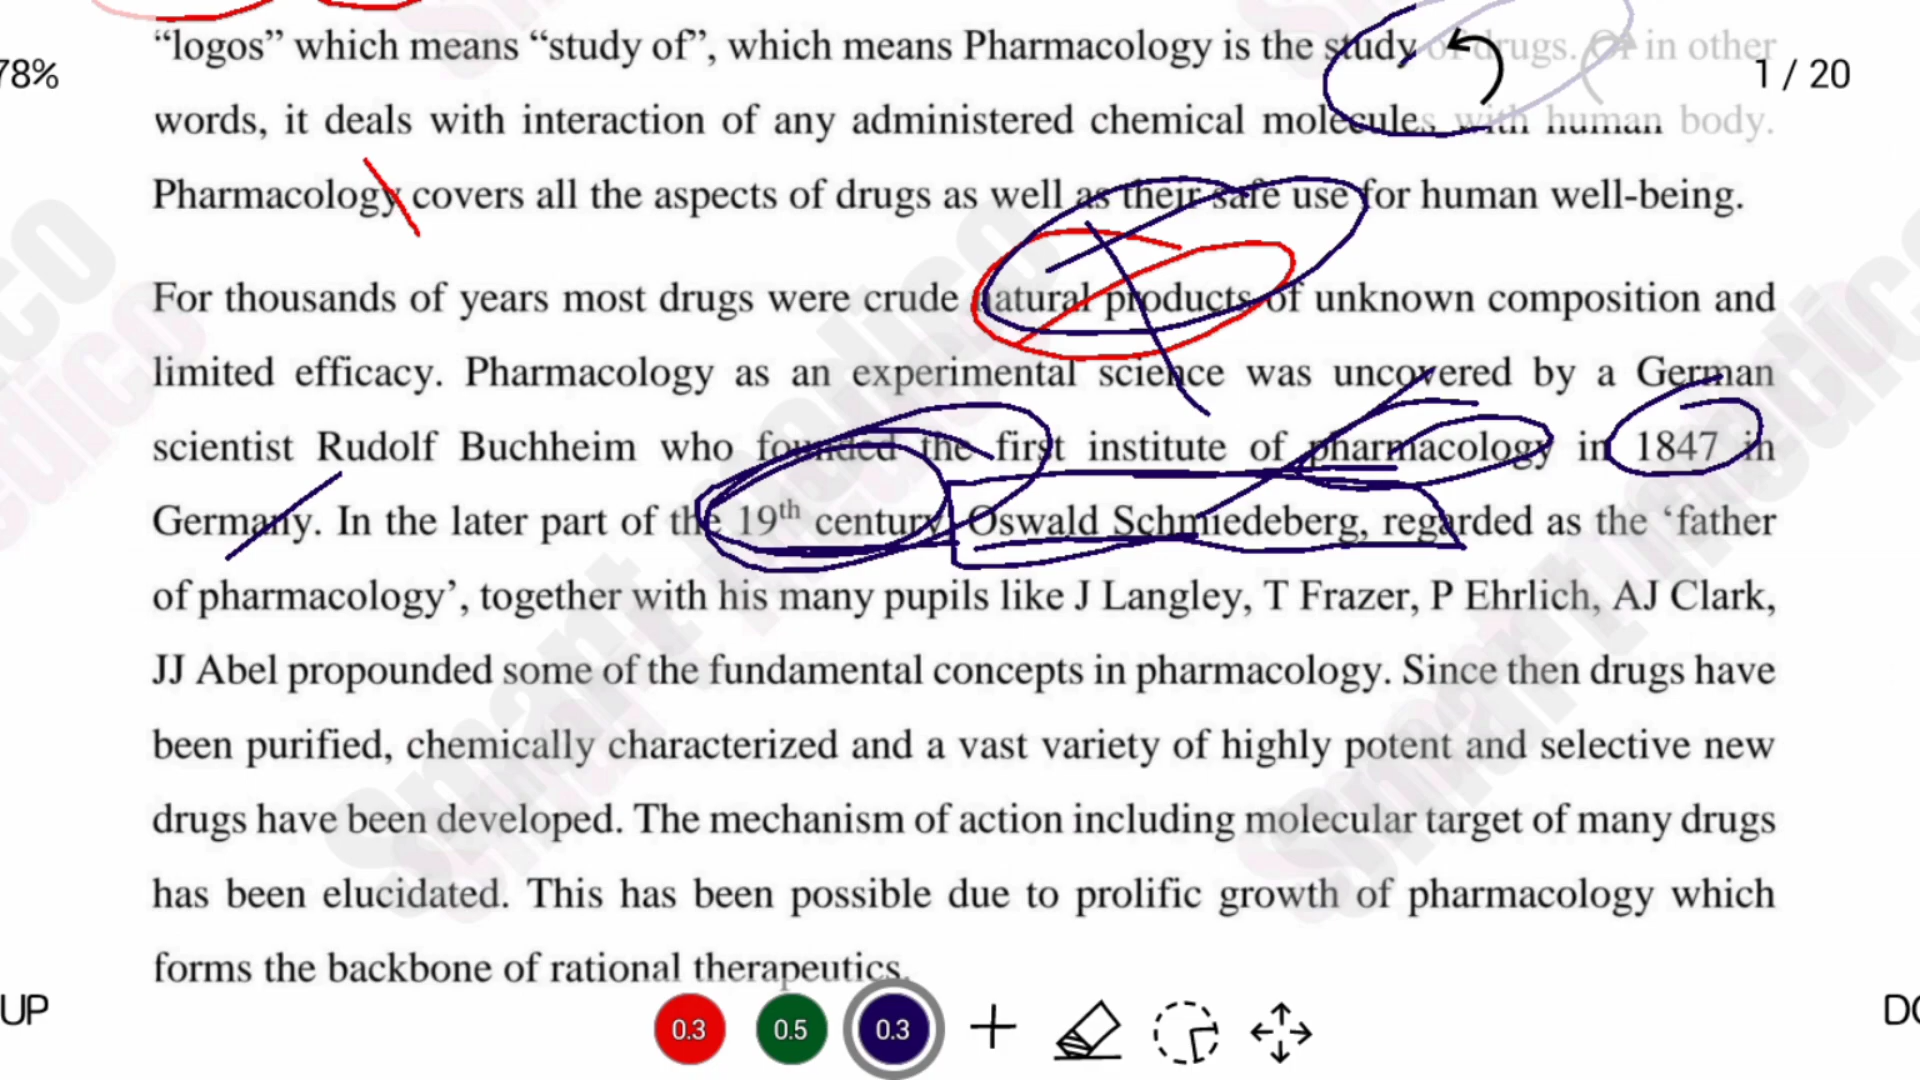 “logos” which means “study of”, which means Pharmacology is the study of drugs. Or in other
78%
1 / 20
words, it deals with interaction of any administered chemical molecules with human body.
Pharmacology covers all the aspects of drugs as well as their safe use for human well-being.
For thousands of years most drugs were crude natural products of unknown composition and
limited efficacy. Pharmacology as an experimental science was uncovered by a German
scientist Rudolf Buchheim who founded the first institute of pharmacology in 1847 in
Germany. In the later part of the 19th century, Oswald Schmiedeberg, regarded as the ‘father
of pharmacology’, together with his many pupils like J Langley, T Frazer, P Ehrlich, AJ Clark,
JJ Abel propounded some of the fundamental concepts in pharmacology. Since then drugs have
been purified, chemically characterized and a vast variety of highly potent and selective new
drugs have been developed. The mechanism of action including molecular target of many drugs
has been elucidated. This has been possible due to prolific growth of pharmacology which
forms the backbone of rational therapeutics.
UP
0.3
0.5
0.3
Smart medico
Smart medico